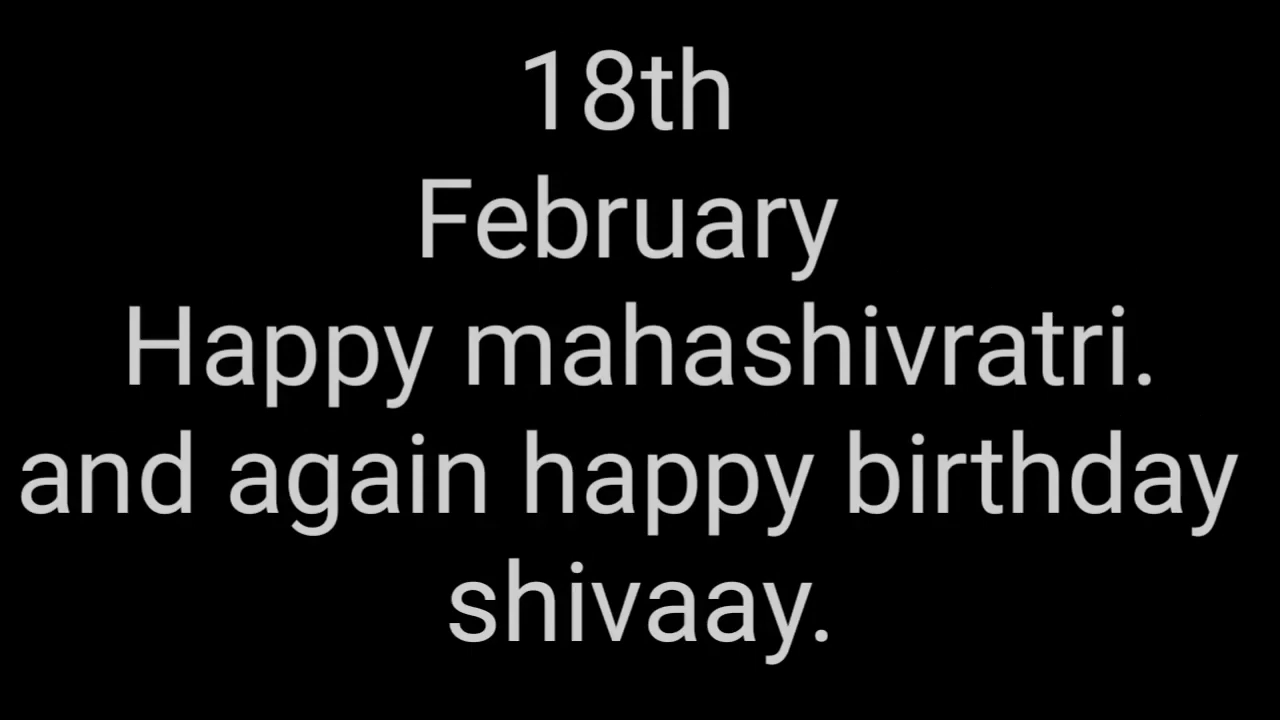 18th
February
Happy mahashivratri.
and again happy birthday
shivaay.